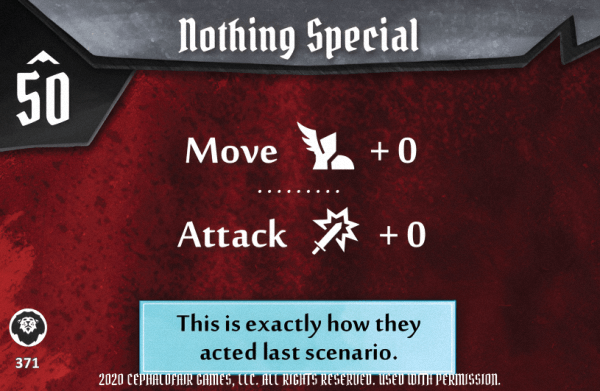 Nothing Special
50
Move + 0
Attack + 0
This is exactly how they
acted last scenario.
371
2020 CEPHALOFAIR GAMES, LLC. ALL RIGHTS RESERVED. USED WITH PERMISSION.